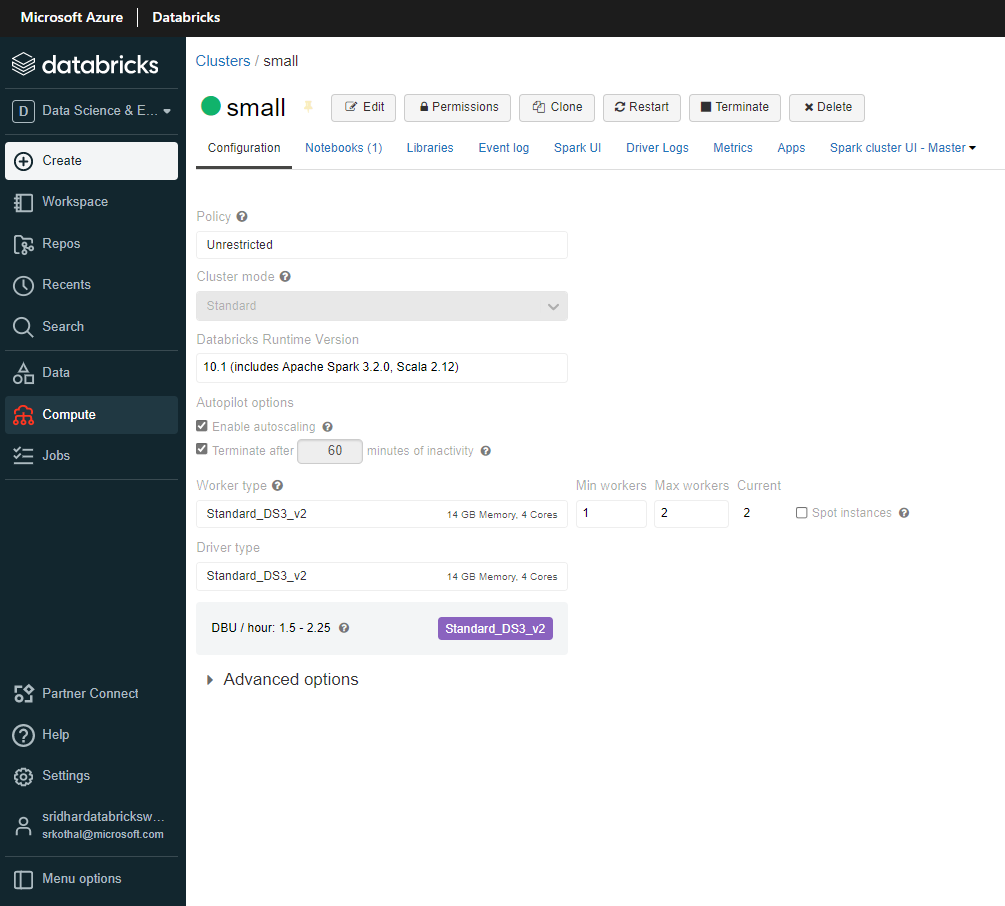 Microsoft Azure Databricks
databricks
D Data Science & E...
Create
Workspace
Repos
Recents
Search
Data
Compute
Jobs
Partner Connect
Help
Settings
sridhardatabricksw...
srkothal@microsoft.com
Menu options
Clusters / small
small Edit Permissions Clone Restart Terminate Delete
Configuration Notebooks (1) Libraries Event log Spark UI Driver Logs Metrics Apps Spark cluster UI - Master
Policy ?
Unrestricted
Cluster mode ?
Standard
Databricks Runtime Version
10.1 (includes Apache Spark 3.2.0, Scala 2.12)
Autopilot options
Enable autoscaling ?
Terminate after 60 minutes of inactivity ?
Worker type ? Min workers Max workers Current
Standard_DS3_v2 14 GB Memory, 4 Cores 1 2 2 Spot instances ?
Driver type
Standard_DS3_v2 14 GB Memory, 4 Cores
DBU / hour: 1.5 - 2.25 ? Standard_DS3_v2
Advanced options